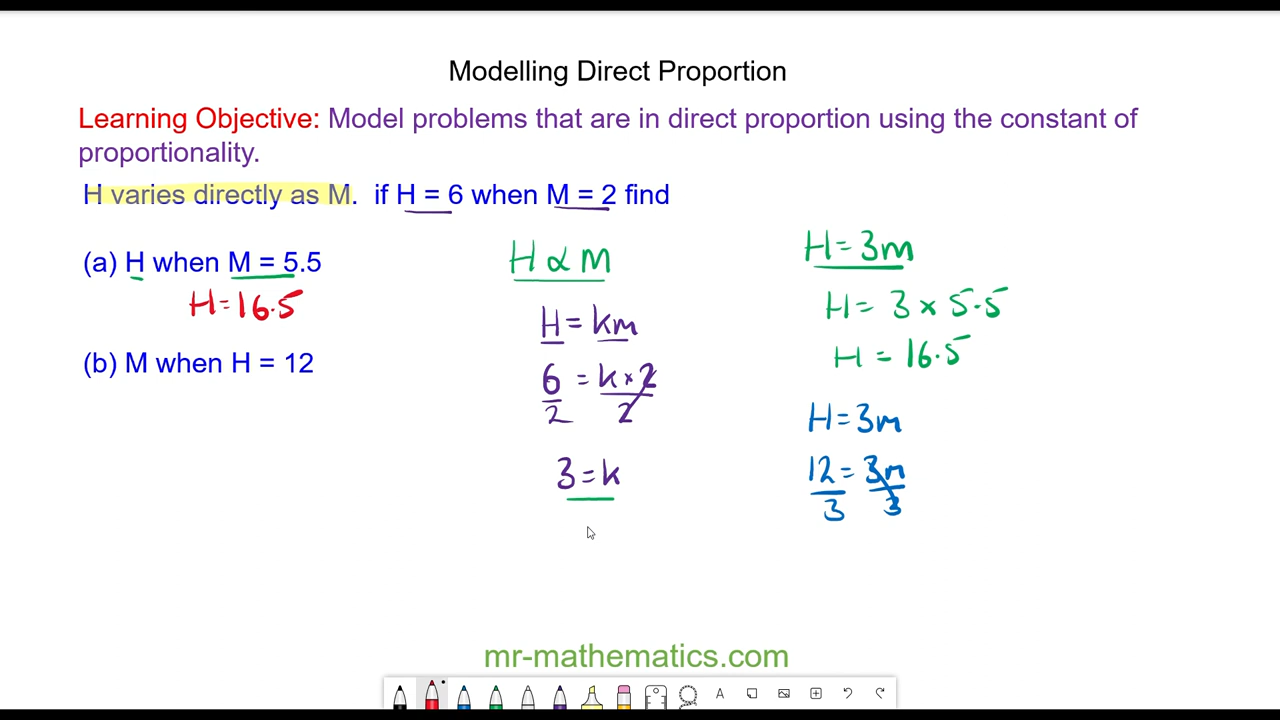 Modelling Direct Proportion
Learning Objective: Model problems that are in direct proportion using the constant of
proportionality.
H varies directly as M. if H = 6 when M = 2 find
(a) H when M = 5.5
H=16.5
(b) M when H = 12
H ∝ M
H = km
6/2 = k×2/2
3 = k
H = 3m
H = 3 × 5.5
H = 16.5
H = 3m
12/3 = 3m/3
mr-mathematics.com
A